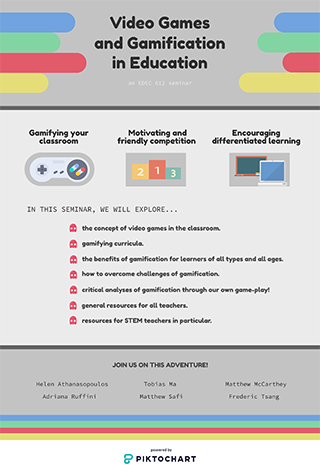 Video Games
and Gamification
in Education
an EDUC 612 seminar
Gamifying your
classroom
Motivating and
friendly competition
Encouraging
differentiated learning
2 1 3
IN THIS SEMINAR, WE WILL EXPLORE...
the concept of video games in the classroom.
gamifying curricula.
the benefits of gamification for learners of all types and all ages.
how to overcome challenges of gamification.
critical analyses of gamification through our own game-play!
general resources for all teachers.
resources for STEM teachers in particular.
JOIN US ON THIS ADVENTURE!
Helen Athanasopoulos Tobias Ma Matthew McCarthey
Adriana Ruffini Matthew Safi Frederic Tsang
powered by
PIKTOCHART